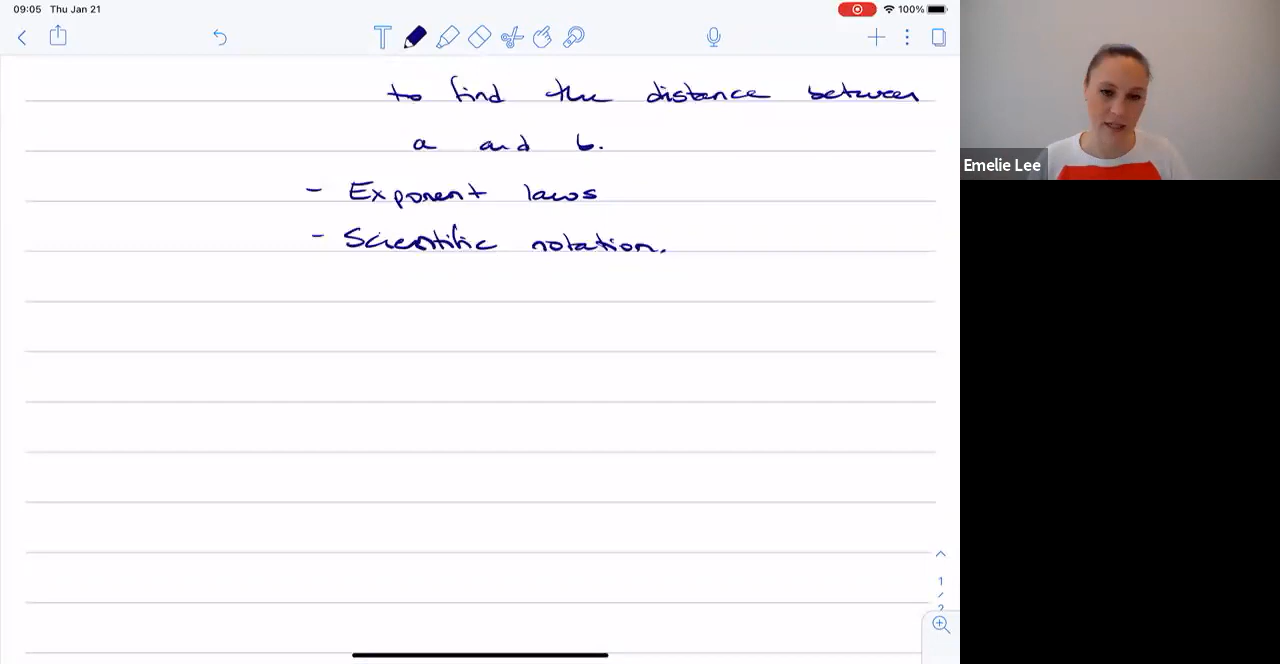 09:05 Thu Jan 21
100%
to find the distance between
a and b.
- Exponent laws
- Scientific notation.
Emelie Lee
1
/
2